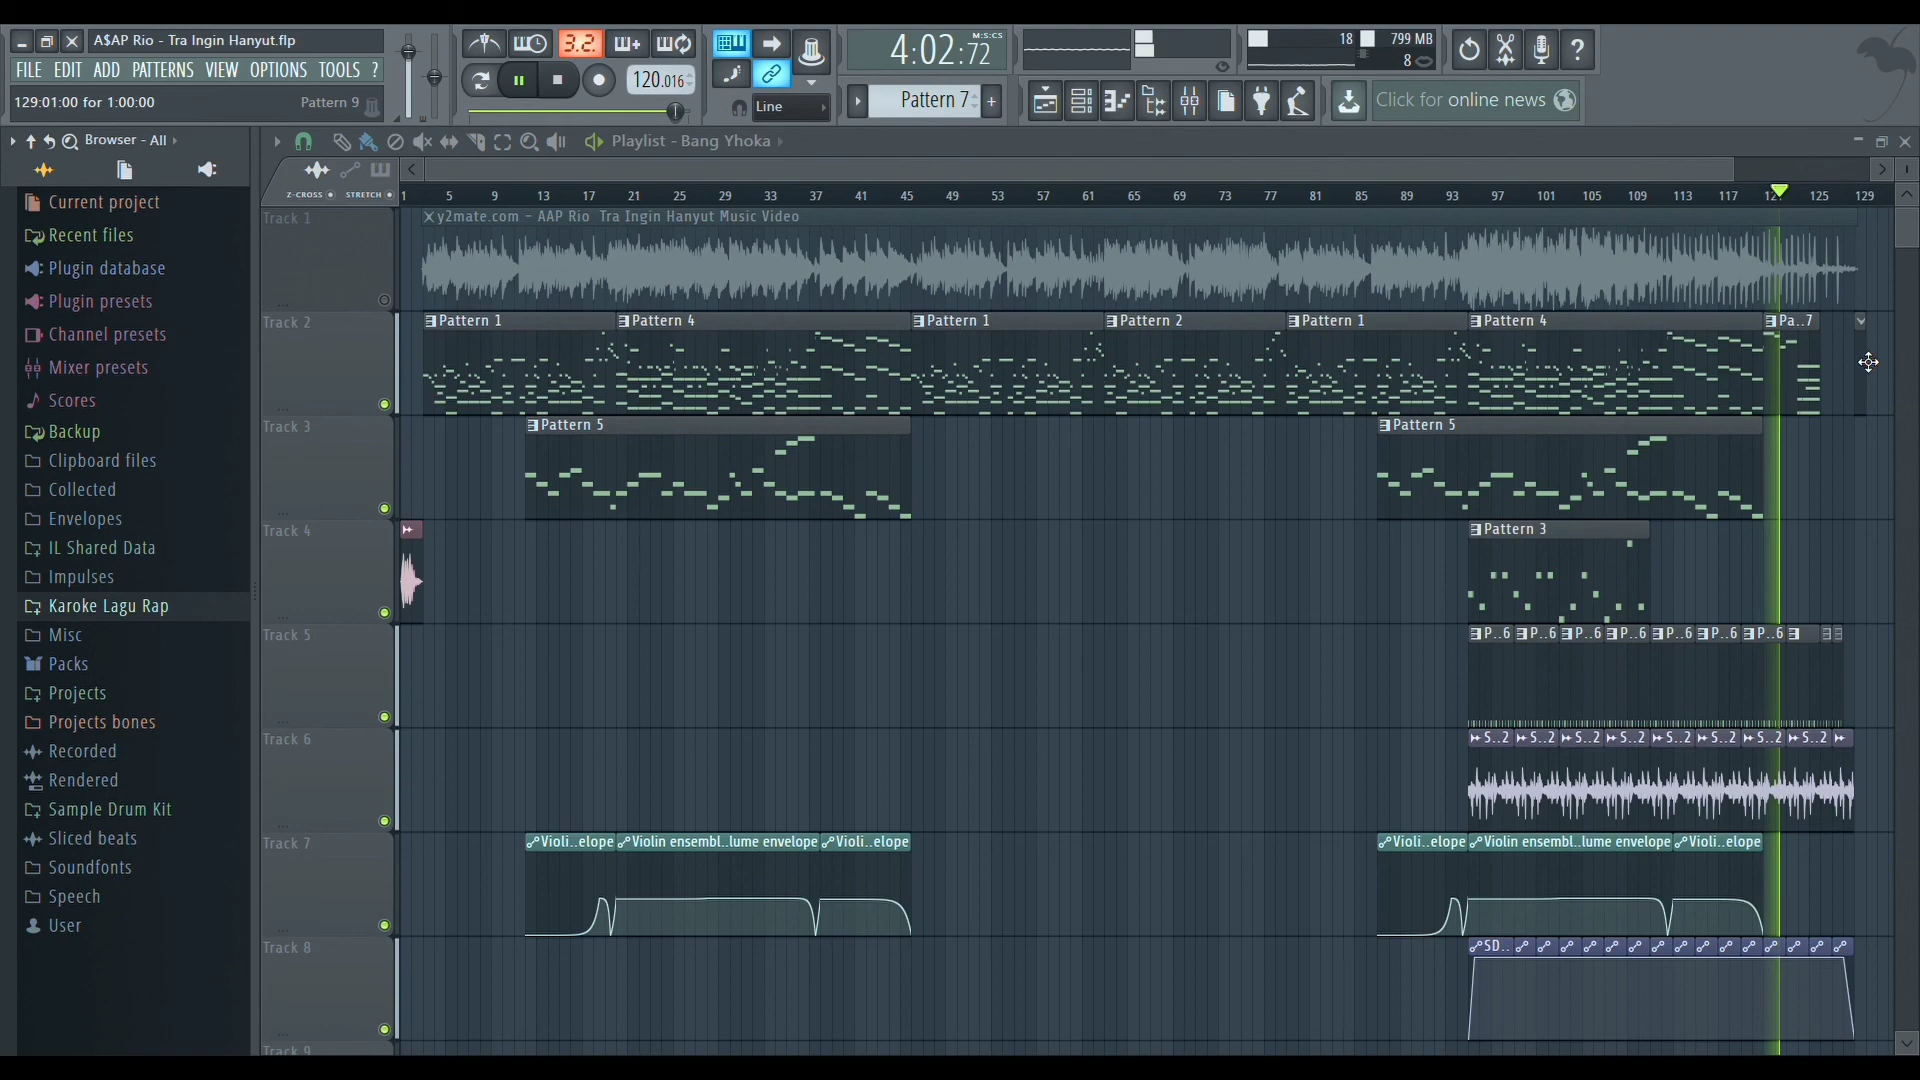 A$AP Rio - Tra Ingin Hanyut.flp
FILE EDIT ADD PATTERNS VIEW OPTIONS TOOLS ?
129:01:00 for 1:00:00 Pattern 9
3.2.
120.016
4:02:72 M:S:CS
Line
Pattern 7
18 799 MB
8
Click for online news
Browser - All
Playlist - Bang Yhoka
Z-CROSS STRETCH
1 5 9 13 17 21 25 29 33 37 41 45 49 53 57 61 65 69 73 77 81 85 89 93 97 101 105 109 113 117 125 129
Current project
Recent files
Plugin database
Plugin presets
Channel presets
Mixer presets
Scores
Backup
Clipboard files
Collected
Envelopes
IL Shared Data
Impulses
Karoke Lagu Rap
Misc
Packs
Projects
Projects bones
Recorded
Rendered
Sample Drum Kit
Sliced beats
Soundfonts
Speech
User
Track 1
y2mate.com - AAP Rio Tra Ingin Hanyut Music Video
Track 2
Pattern 1 Pattern 4 Pattern 1 Pattern 2 Pattern 1 Pattern 4 Pa..7
Track 3
Pattern 5 Pattern 5
Track 4
Pattern 3
Track 5
P..6 P..6 P..6 P..6 P..6 P..6 P..6
Track 6
S..2 S..2 S..2 S..2 S..2 S..2 S..2 S..2
Track 7
Violi..elope Violin ensembl..lume envelope Violi..elope Violi..elope Violin ensembl..lume envelope Violi..elope
Track 8
SD..
Track 9